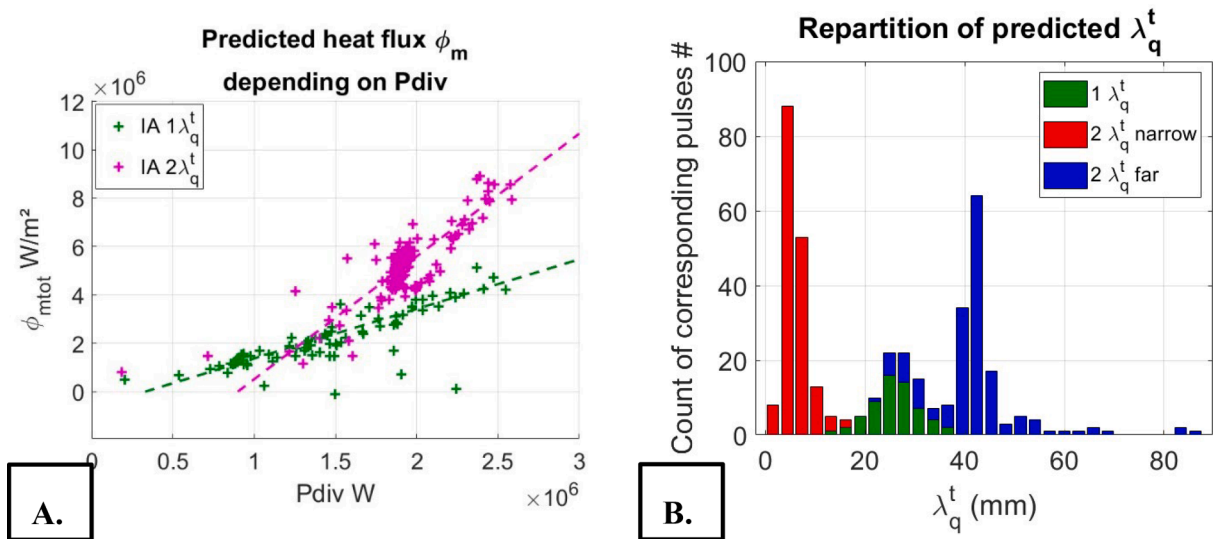 Predicted heat flux ϕm
depending on Pdiv
×10⁶
12
10
8
6
4
2
0
IA 1λqᵗ
IA 2λqᵗ
ϕmtot W/m²
0 0.5 1 1.5 2 2.5 3
Pdiv W
×10⁶
A.
Repartition of predicted λqᵗ
100
80
60
40
20
0
1 λqᵗ
2 λqᵗ narrow
2 λqᵗ far
Count of corresponding pulses #
0 20 40 60 80
λqᵗ (mm)
B.